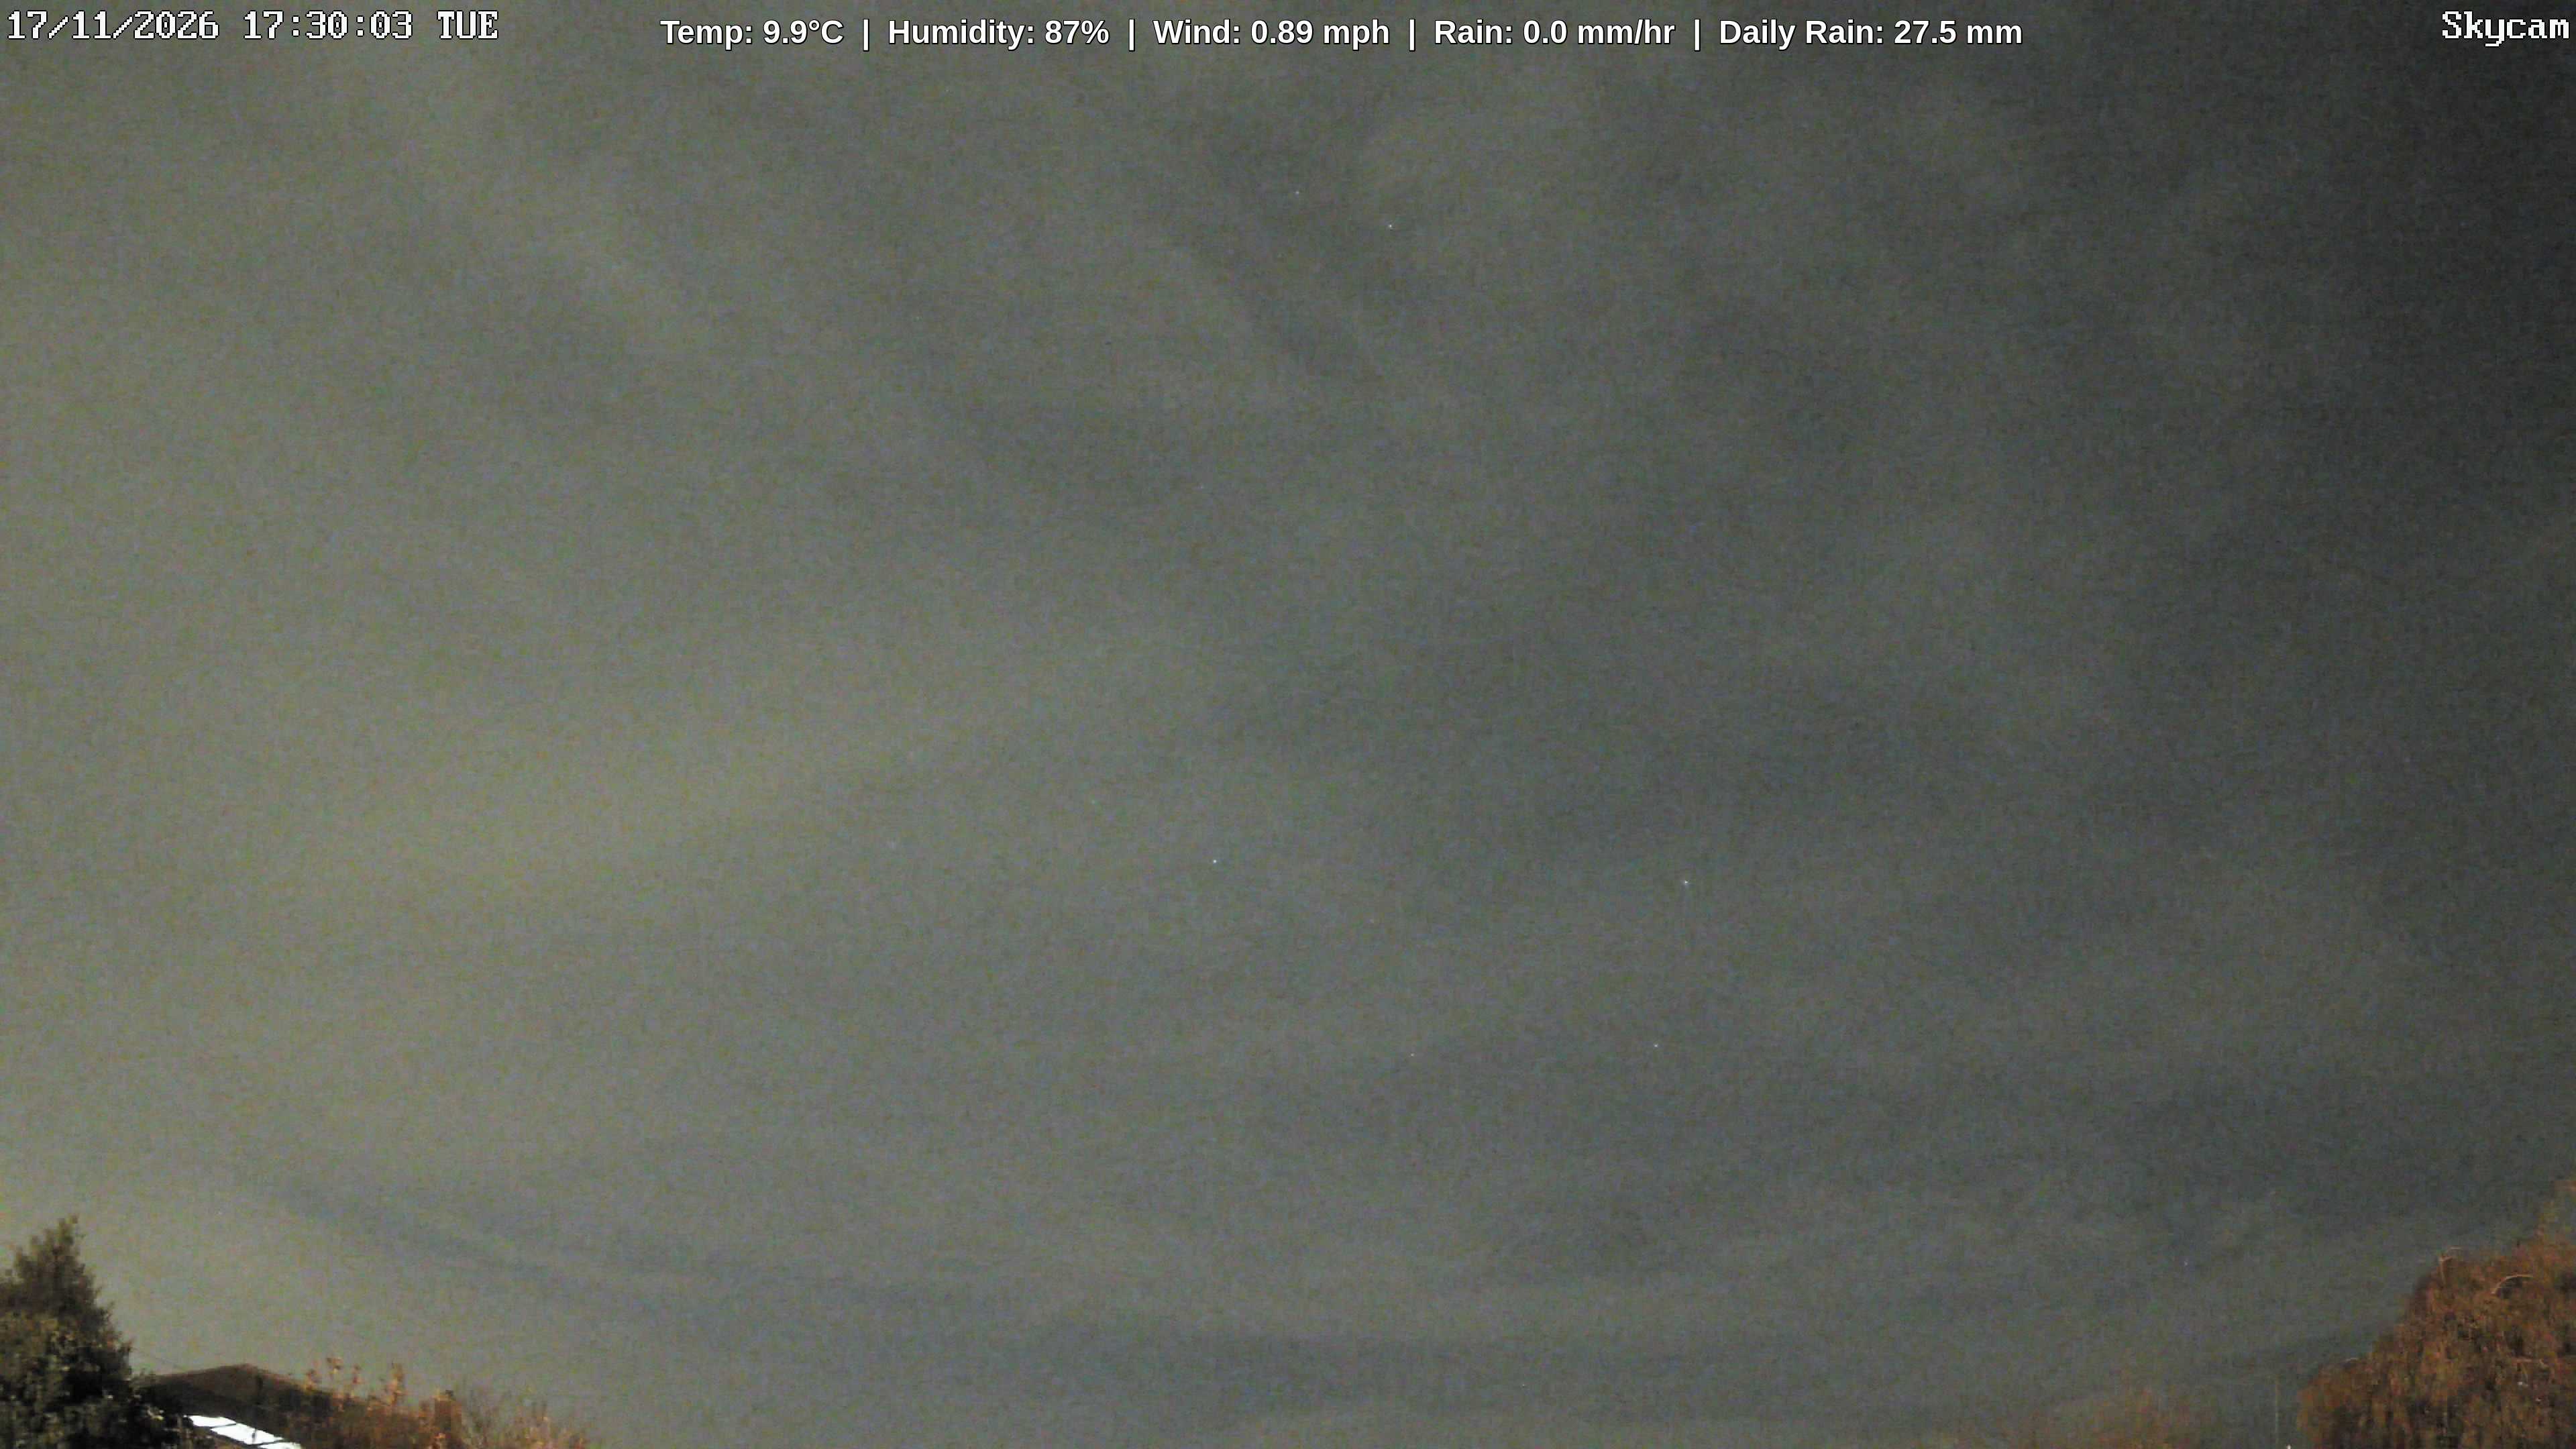 17/11/2026 17:30:03 TUE
Temp: 9.9°C | Humidity: 87% | Wind: 0.89 mph | Rain: 0.0 mm/hr | Daily Rain: 27.5 mm
Skycam